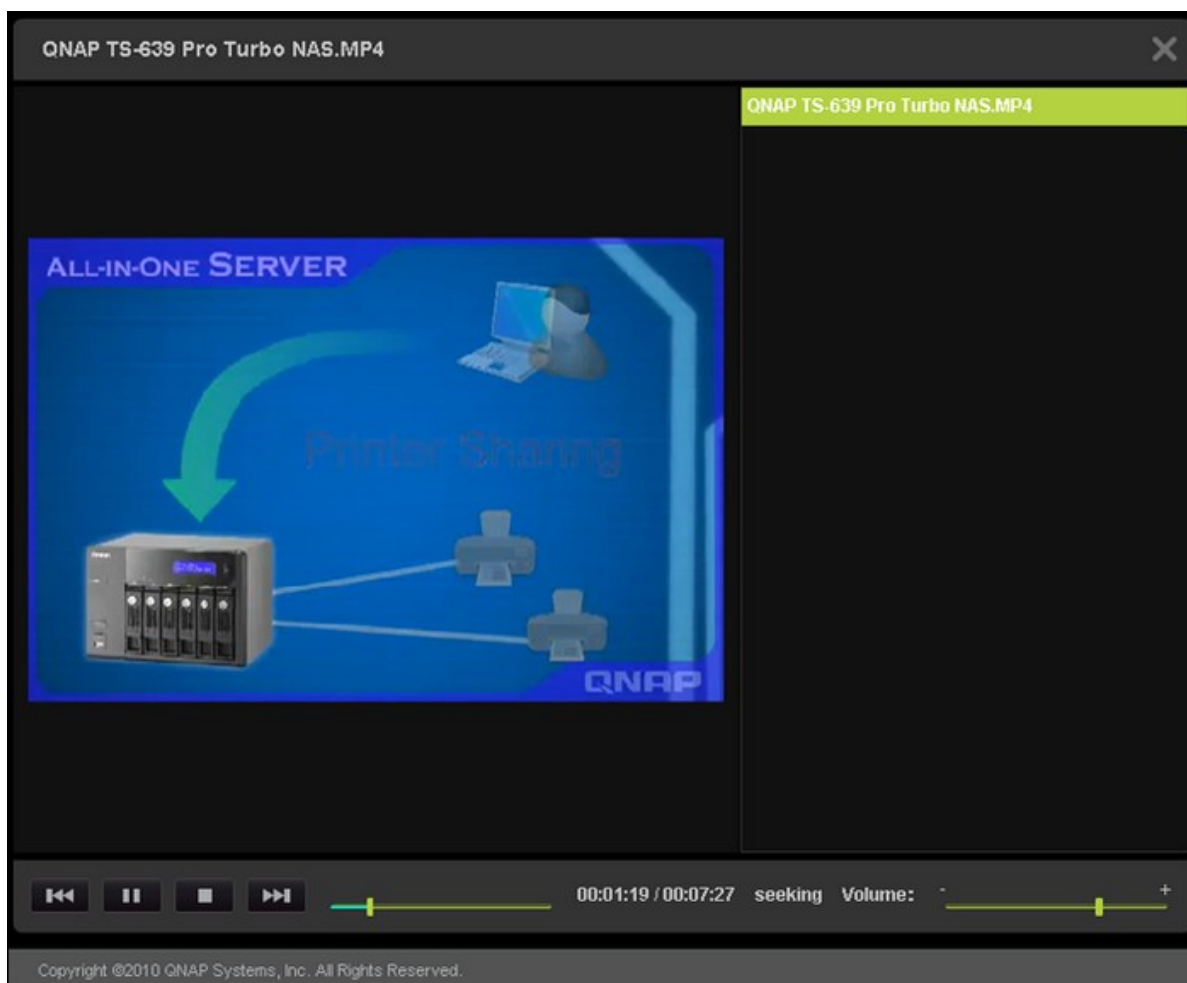 QNAP TS-639 Pro Turbo NAS.MP4
QNAP TS-639 Pro Turbo NAS.MP4
ALL-IN-ONE SERVER
Printer Sharing
QNAP
00:01:19 / 00:07:27 seeking Volume: - +
Copyright ©2010 QNAP Systems, Inc. All Rights Reserved.